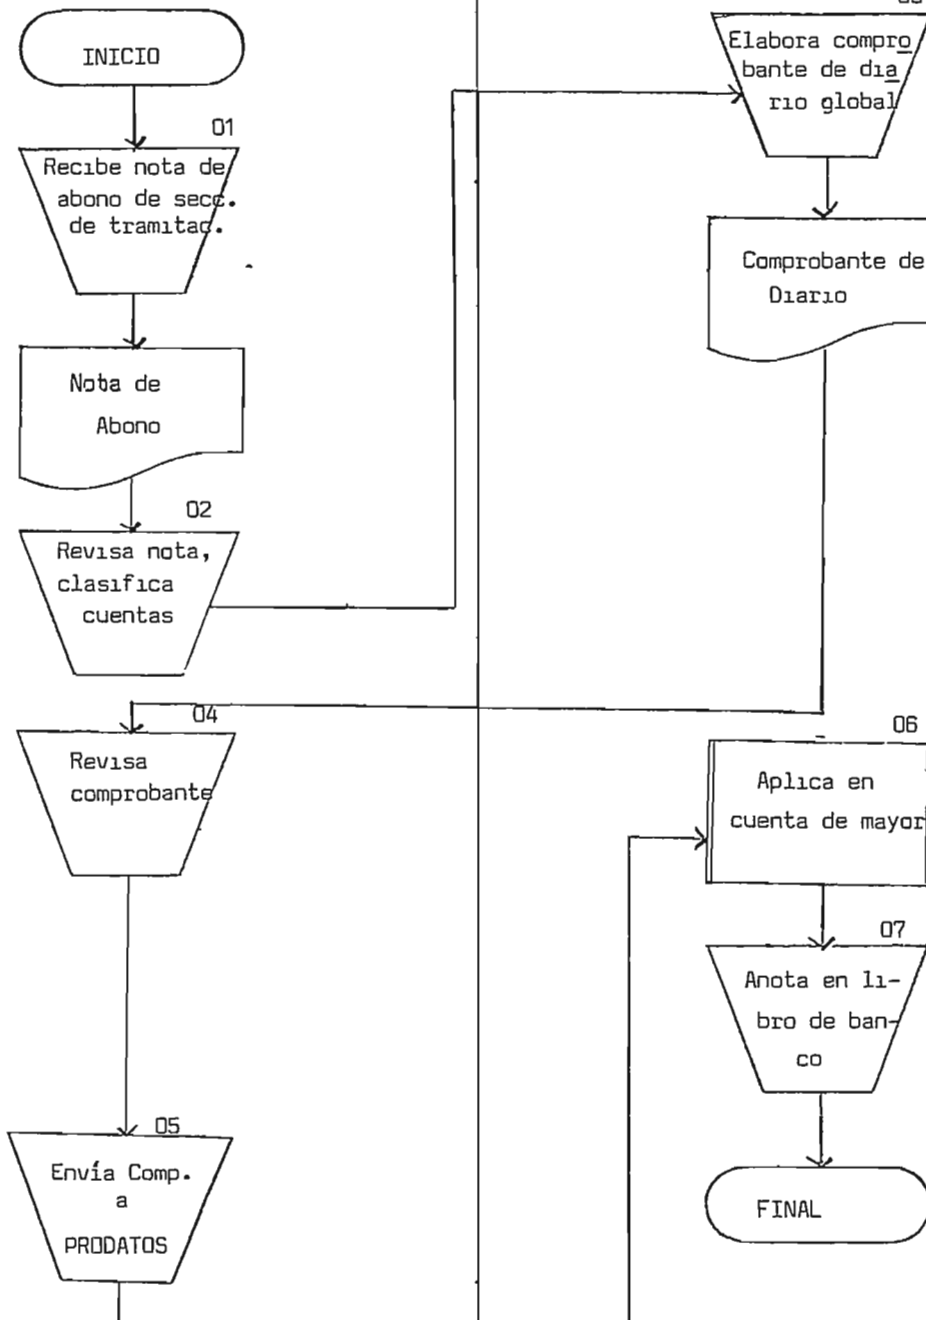 INICIO
01
Recibe nota de
abono de secc.
de tramitac.
Nota de
Abono
02
Revisa nota,
clasifica
cuentas
Elabora compro
bante de dia
rio global
Comprobante de
Diario
04
Revisa
comprobante
05
Envía Comp.
a
PRODATOS
06
Aplica en
cuenta de mayor
07
Anota en li-
bro de ban-
co
FINAL